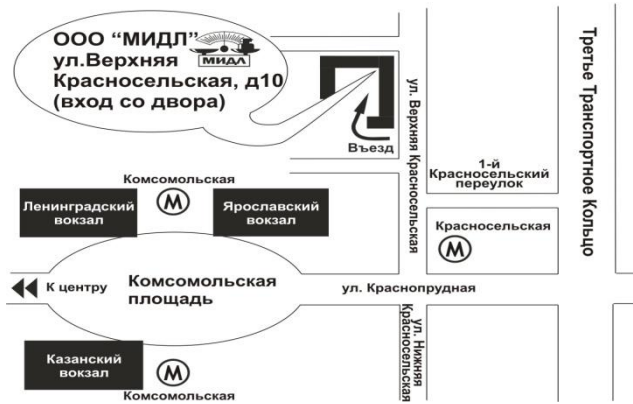 ООО “МИДЛ”
ул.Верхняя
Красносельская, д10
(вход со двора)
МИДЛ
Въезд
ул. Верхняя Красносельская
Третье Транспортное Кольцо
1-й
Красносельский
переулок
Комсомольская
М
Ленинградский
вокзал
Ярославский
вокзал
Красносельская
М
К центру
Комсомольская
площадь
ул. Краснопрудная
ул. Нижняя
Красносельская
Казанский
вокзал
М
Комсомольская